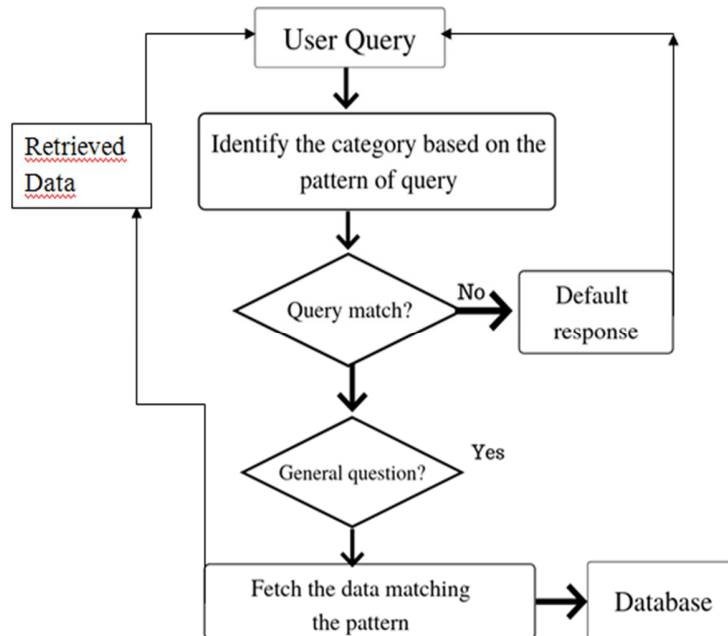 User Query
Retrieved
Data
Identify the category based on the
pattern of query
Query match?
No
Default
response
General question?
Yes
Fetch the data matching
the pattern
Database